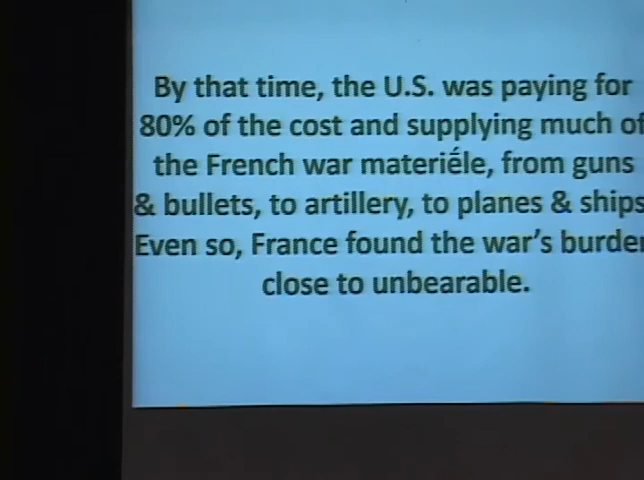 By that time, the U.S. was paying for
80% of the cost and supplying much of
the French war materiéle, from guns
& bullets, to artillery, to planes & ships
Even so, France found the war's burde
close to unbearable.